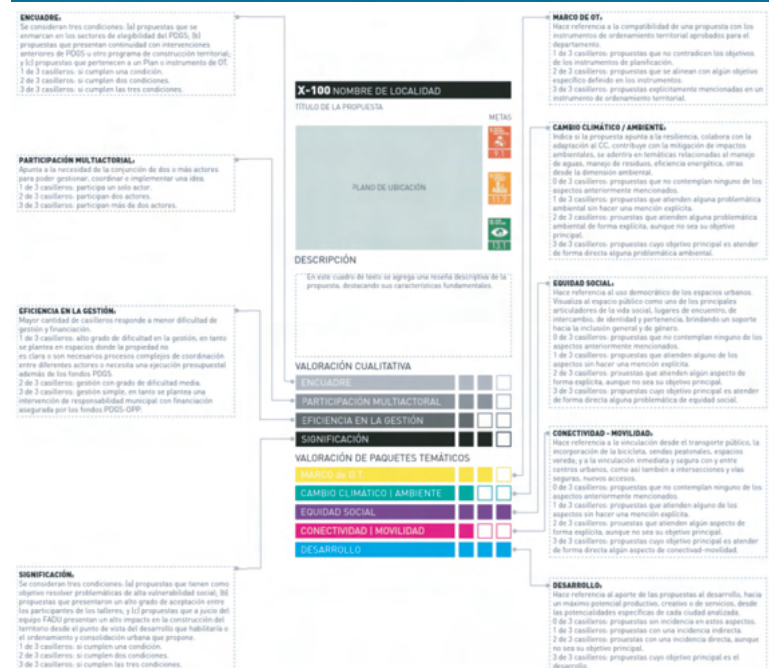 ENCUADRE:
Se consideran tres condiciones: (a) propuestas que se
enmarcan en los sectores de elegibilidad del PDGS; (b)
propuestas que presentan continuidad con intervenciones
anteriores de PDGS u otro programa de construcción territorial;
y (c) propuestas que pertenecen a un Plan o instrumento de OT.
1 de 3 casilleros: si cumplen una condición.
2 de 3 casilleros: si cumplen dos condiciones.
3 de 3 casilleros: si cumplen las tres condiciones.
PARTICIPACIÓN MULTIACTORIAL:
Apunta a la necesidad de la conjunción de dos o más actores
para poder gestionar, coordinar e implementar una idea.
1 de 3 casilleros: participa un solo actor.
2 de 3 casilleros: participan dos actores.
3 de 3 casilleros: participan más de dos actores.
EFICIENCIA EN LA GESTIÓN:
Mayor cantidad de casilleros responde a menor dificultad de
gestión y financiación.
1 de 3 casilleros: alto grado de dificultad en la gestión, en tanto
se plantea en espacios donde la propiedad no
es clara o son necesarios procesos complejos de coordinación
entre diferentes actores o necesita una ejecución presupuestal
además de los fondos PDGS.
2 de 3 casilleros: gestión con grado de dificultad media.
3 de 3 casilleros: gestión simple, en tanto se plantea una
intervención de responsabilidad municipal con financiación
asegurada por los fondos PDGS-OPP.
SIGNIFICACIÓN:
Se consideran tres condiciones: (a) propuestas que tienen como
objetivo resolver problemáticas de alta vulnerabilidad social; (b)
propuestas que presentaron un alto grado de aceptación entre
los participantes de los talleres; y (c) propuestas que a juicio del
equipo FADU presentan un alto impacto en la construcción del
territorio desde el punto de vista del desarrollo que habilitaría o
el ordenamiento y consolidación urbana que propone.
1 de 3 casilleros: si cumplen una condición.
2 de 3 casilleros: si cumplen dos condiciones.
3 de 3 casilleros: si cumplen las tres condiciones.
X-100 NOMBRE DE LOCALIDAD
TÍTULO DE LA PROPUESTA
METAS
9.1
11.7
13.1
PLANO DE UBICACIÓN
DESCRIPCIÓN
En este cuadro de texto se agrega una reseña descriptiva de la
propuesta, destacando sus características fundamentales.
VALORACIÓN CUALITATIVA
ENCUADRE
PARTICIPACIÓN MULTIACTORAL
EFICIENCIA EN LA GESTIÓN
SIGNIFICACIÓN
VALORACIÓN DE PAQUETES TEMÁTICOS
MARCO de O.T.
CAMBIO CLIMÁTICO | AMBIENTE
EQUIDAD SOCIAL
CONECTIVIDAD | MOVILIDAD
DESARROLLO
MARCO DE OT:
Hace referencia a la compatibilidad de una propuesta con los
instrumentos de ordenamiento territorial aprobados para el
departamento.
1 de 3 casilleros: propuestas que no contradicen los objetivos
de los instrumentos de planificación.
2 de 3 casilleros: propuestas que se alinean con algún objetivo
específico definido en los instrumentos.
3 de 3 casilleros: propuestas explícitamente mencionadas en un
instrumento de ordenamiento territorial.
CAMBIO CLIMÁTICO / AMBIENTE:
Indica si la propuesta apunta a la resiliencia, colabora con la
adaptación al CC, contribuye con la mitigación de impactos
ambientales, se adentra en temáticas relacionadas al manejo
de aguas, manejo de residuos, eficiencia energética, otras
desde la dimensión ambiental.
0 de 3 casilleros: propuestas que no contemplan ninguno de los
aspectos anteriormente mencionados.
1 de 3 casilleros: propuestas que atienden alguna problemática
ambiental sin hacer una mención explícita.
2 de 3 casilleros: prouestas que atienden alguna problemática
ambiental de forma explícita, aunque no sea su objetivo
principal.
3 de 3 casilleros: propuestas cuyo objetivo principal es atender
de forma directa alguna problemática ambiental.
EQUIDAD SOCIAL:
Hace referencia al uso democrático de los espacios urbanos.
Visualiza al espacio público como uno de los principales
articuladores de la vida social, lugares de encuentro, de
intercambio, de identidad y pertenencia, brindando un soporte
hacia la inclusión general y de género.
0 de 3 casilleros: propuestas que no contemplan ninguno de los
aspectos anteriormente mencionados.
1 de 3 casilleros: propuestas que atienden alguno de los
aspectos sin hacer una mención explícita.
2 de 3 casilleros: prouestas que atienden algún aspecto de
forma explícita, aunque no sea su objetivo principal.
3 de 3 casilleros: propuestas cuyo objetivo principal es atender
de forma directa alguna problemática de equidad social.
CONECTIVIDAD - MOVILIDAD:
Hace referencia a la vinculación desde el transporte público, la
incorporación de la bicicleta, sendas peatonales, espacios
vereda; y a la vinculación inmediata y segura con y entre
centros urbanos, como así también a intersecciones y vías
seguras, nuevos accesos.
0 de 3 casilleros: propuestas que no contemplan ninguno de los
aspectos anteriormente mencionados.
1 de 3 casilleros: propuestas que atienden alguno de los
aspectos sin hacer una mención explícita.
2 de 3 casilleros: prouestas que atienden algún aspecto de
forma explícita, aunque no sea su objetivo principal.
3 de 3 casilleros: propuestas cuyo objetivo principal es atender
de forma directa algún aspecto de conectivad-movilidad.
DESARROLLO:
Hace referencia al aporte de las propuestas al desarrollo, hacia
un máximo potencial productivo, creativo o de servicios, desde
las potencialidades específicas de cada ciudad analizada.
0 de 3 casilleros: propuestas sin incidencia en estos aspectos.
1 de 3 casilleros: propuestas con una incidencia indirecta.
2 de 3 casilleros: prouestas con una incidencia directa, aunque
no sea su objetivo principal.
3 de 3 casilleros: propuestas cuyo objetivo principal es el
desarrollo.